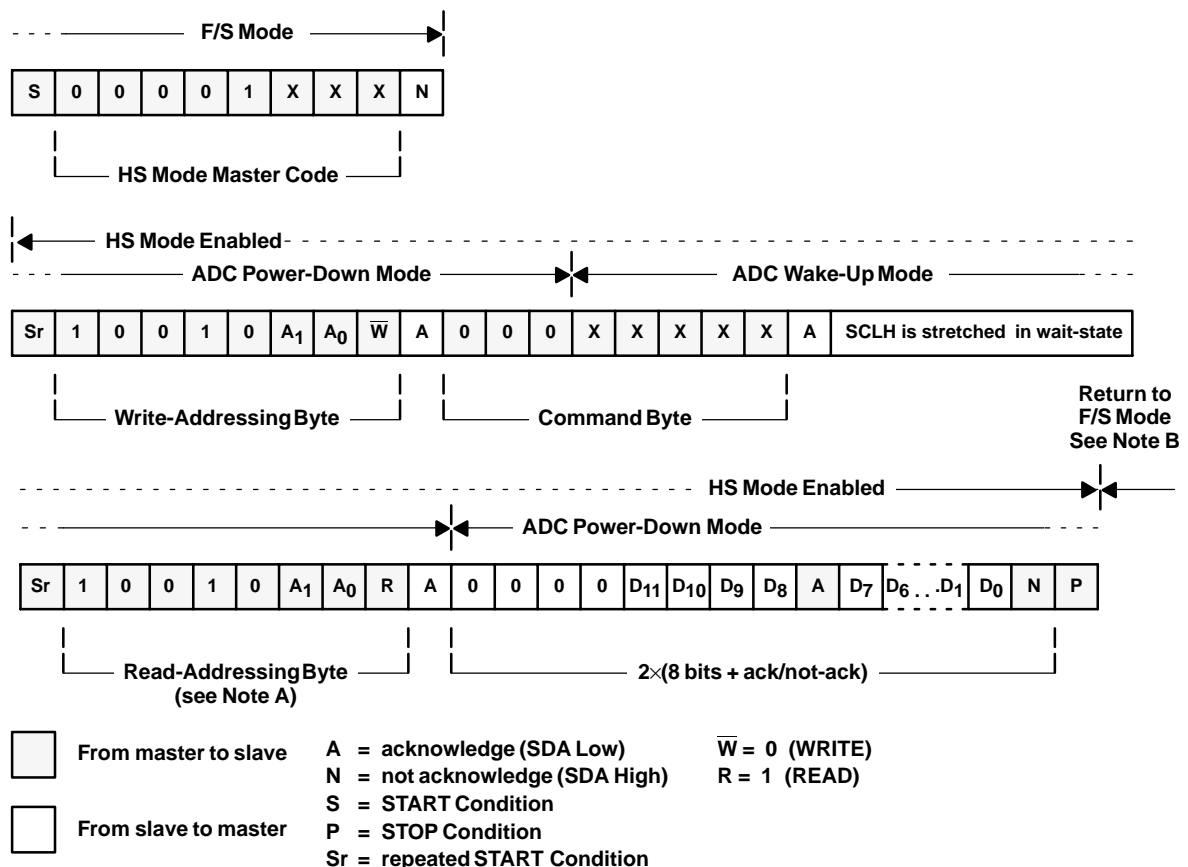 F/S Mode
S 0 0 0 0 1 X X X N
HS Mode Master Code
HS Mode Enabled
ADC Power-Down Mode ADC Wake-Up Mode
Sr 1 0 0 1 0 A1 A0 W̅ A 0 0 0 X X X X X A SCLH is stretched in wait-state
Write-Addressing Byte Command Byte
Return to
F/S Mode
See Note B
HS Mode Enabled
ADC Power-Down Mode
Sr 1 0 0 1 0 A1 A0 R A 0 0 0 0 D11 D10 D9 D8 A D7 D6 . . .D1 D0 N P
Read-Addressing Byte 2×(8 bits + ack/not-ack)
(see Note A)
From master to slave
From slave to master
A = acknowledge (SDA Low)
N = not acknowledge (SDA High)
S = START Condition
P = STOP Condition
Sr = repeated START Condition
W̅ = 0 (WRITE)
R = 1 (READ)